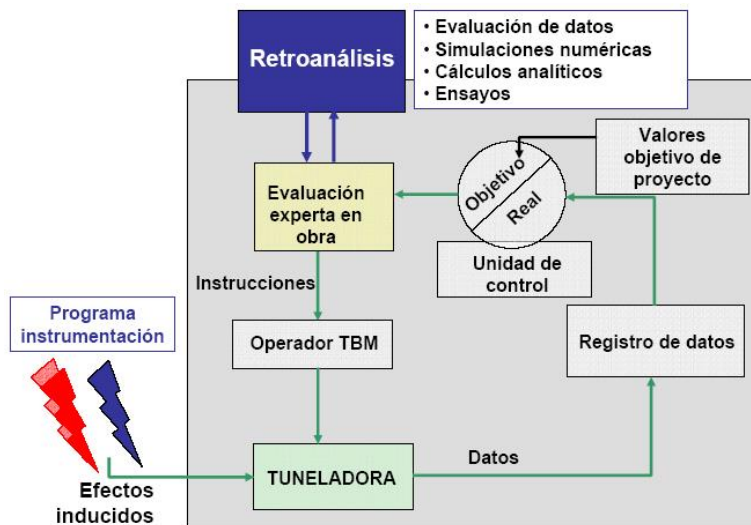 Retroanálisis
• Evaluación de datos
• Simulaciones numéricas
• Cálculos analíticos
• Ensayos
Valores
objetivo de
proyecto
Objetivo
Real
Evaluación
experta en
obra
Unidad de
control
Instrucciones
Programa
instrumentación
Operador TBM
Registro de datos
TUNELADORA
Datos
Efectos
inducidos